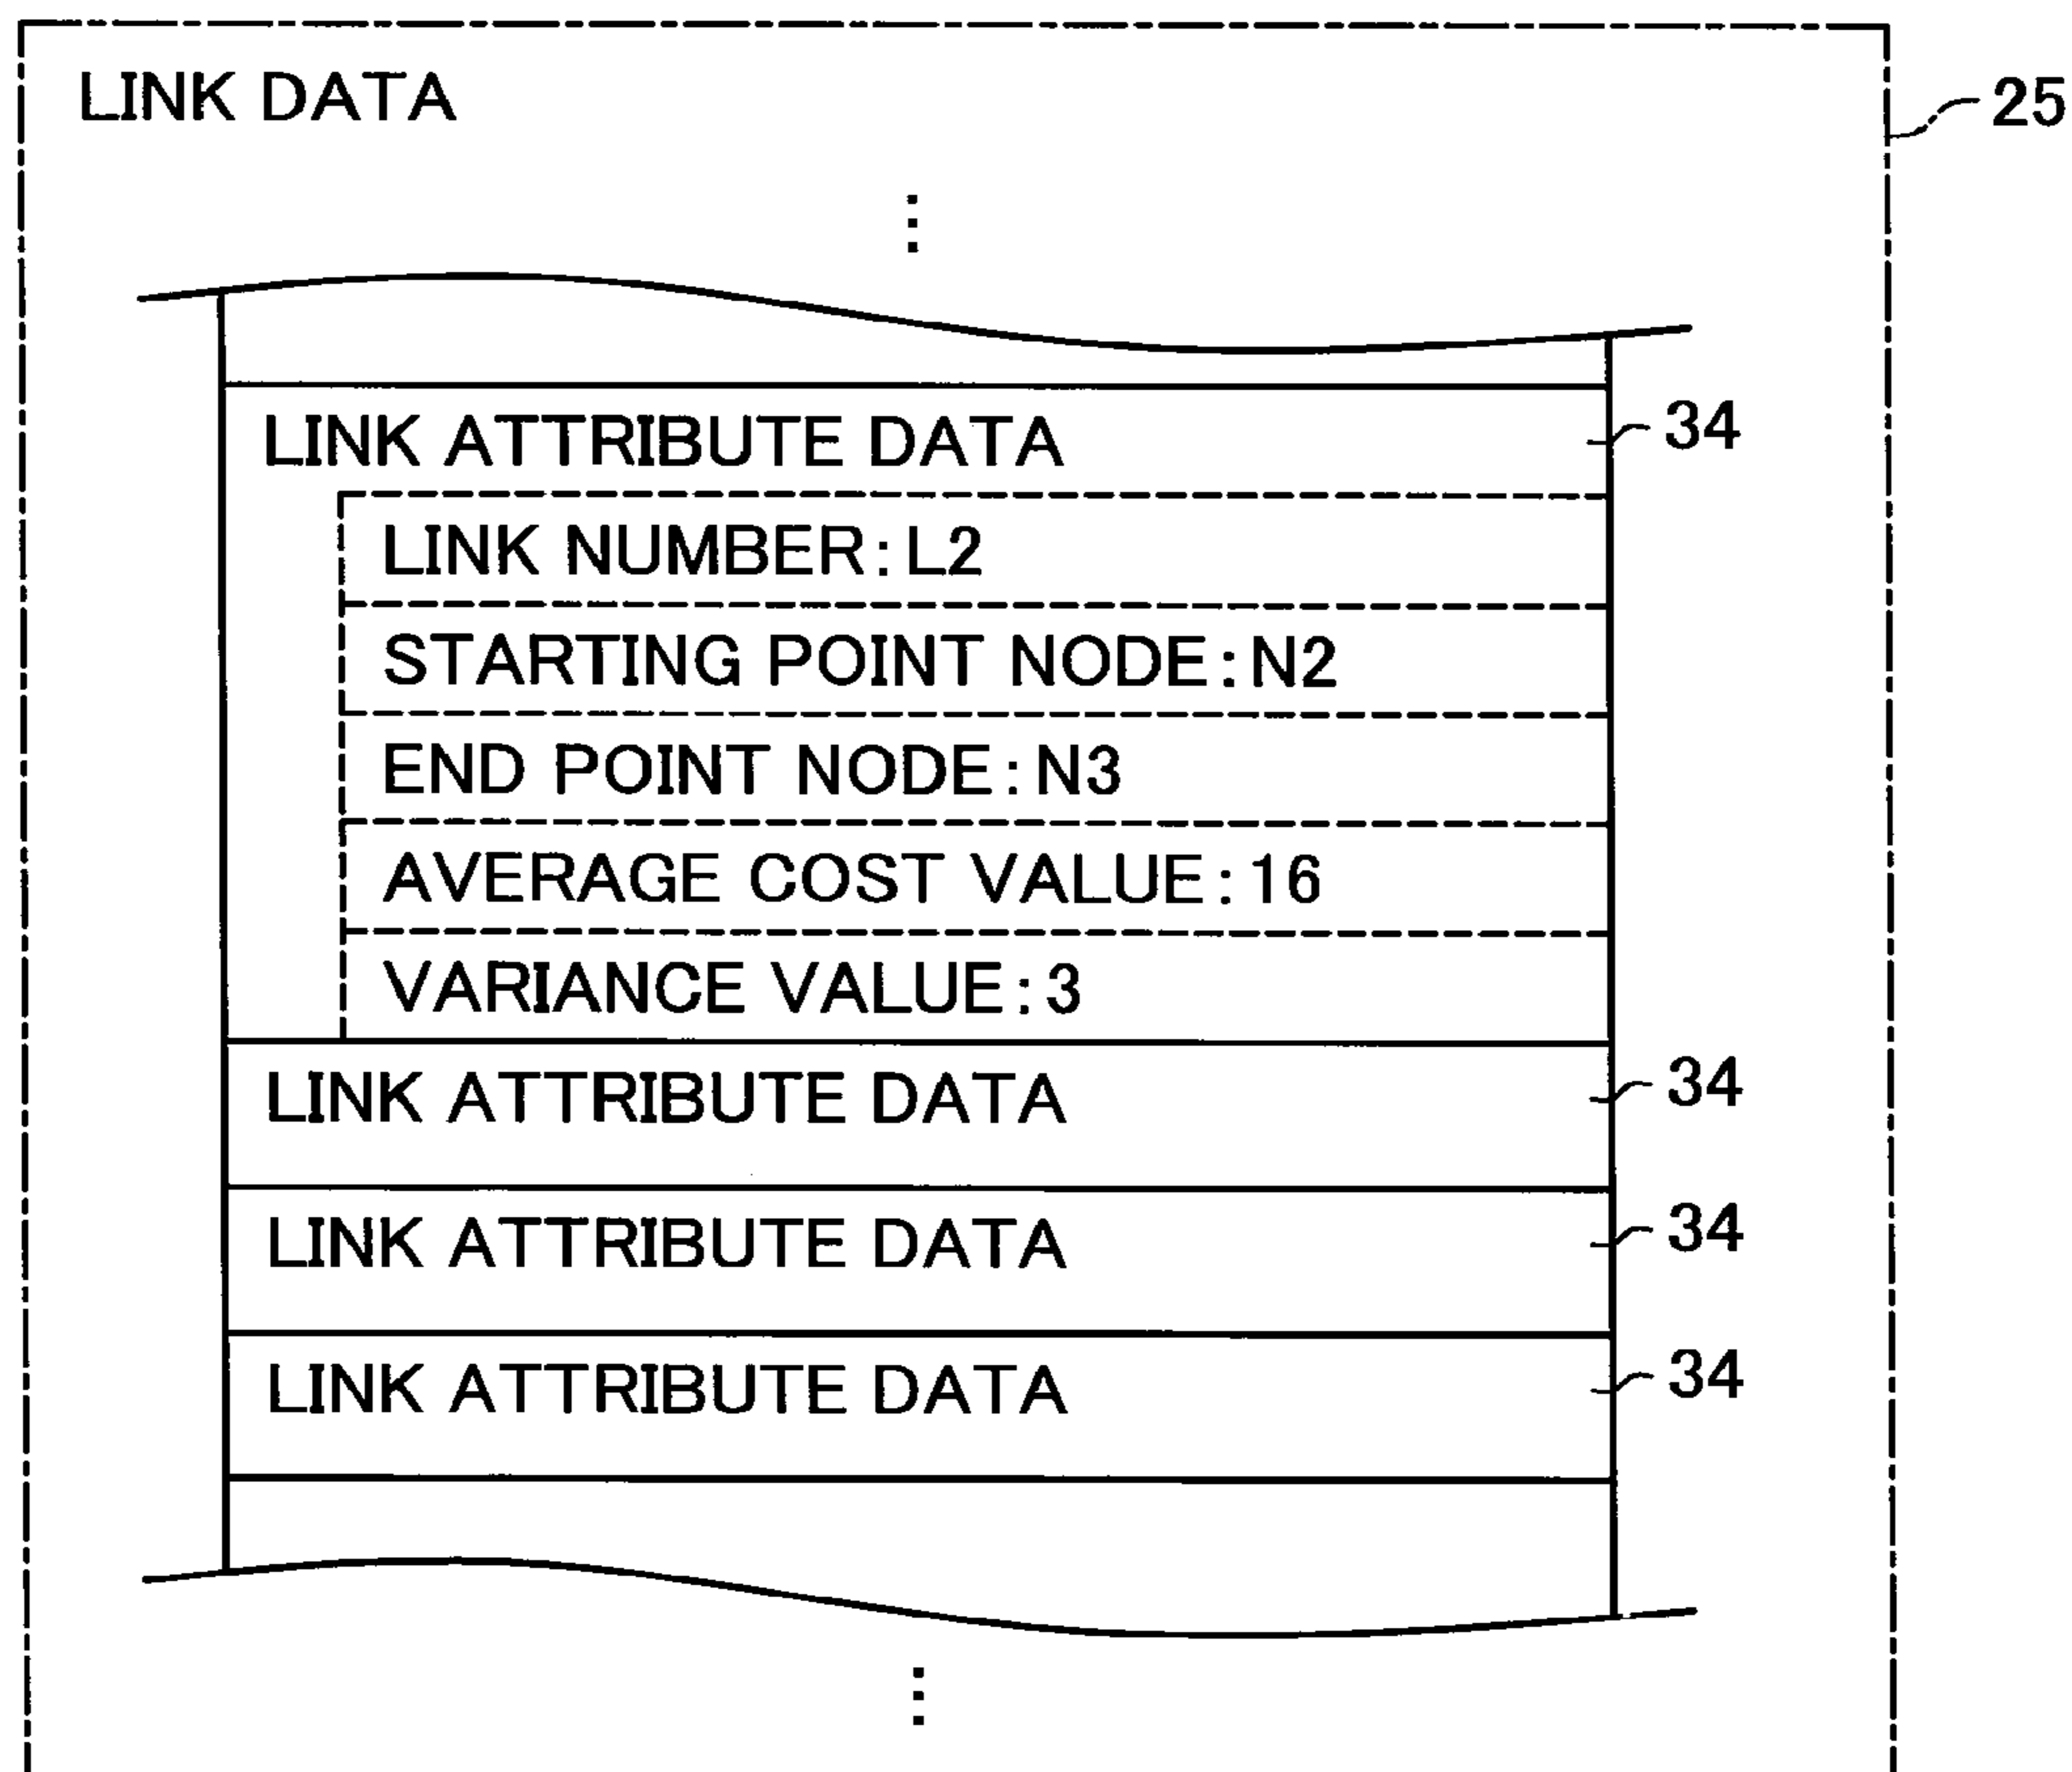 LINK DATA
25
LINK ATTRIBUTE DATA
34
LINK NUMBER:L2
STARTING POINT NODE:N2
END POINT NODE:N3
AVERAGE COST VALUE:16
VARIANCE VALUE:3
LINK ATTRIBUTE DATA
34
LINK ATTRIBUTE DATA
34
LINK ATTRIBUTE DATA
34